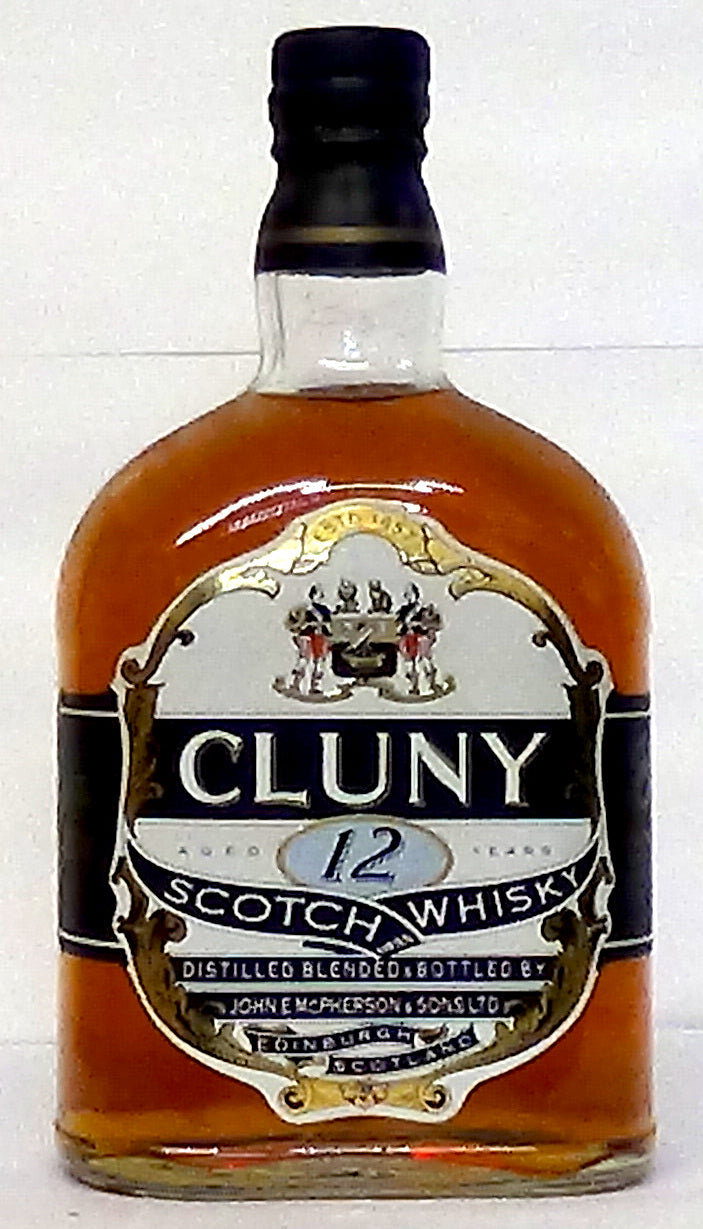 CLUNY
AGED 12 YEARS
SCOTCH WHISKY
DISTILLED BLENDED & BOTTLED BY
JOHN E McPHERSON & SONS LTD
EDINBURGH
SCOTLAND